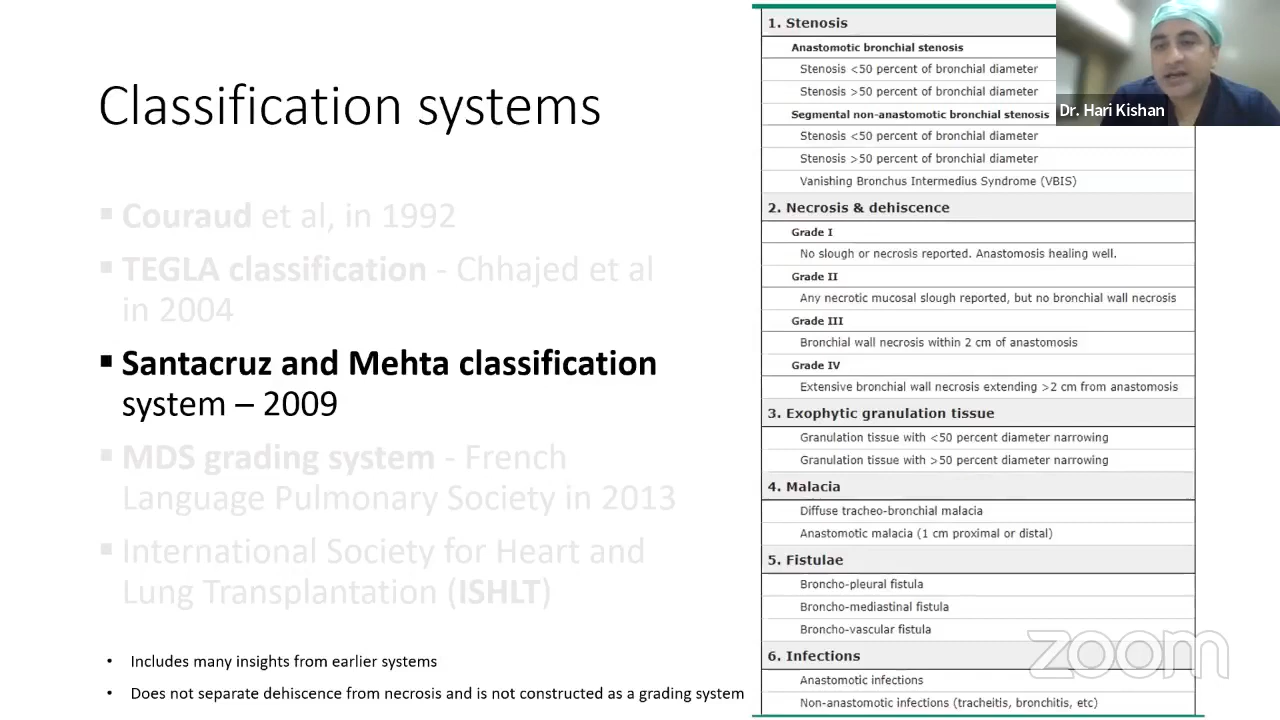 Classification systems
▪ Couraud et al, in 1992
▪ TEGLA classification - Chhajed et al
in 2004
▪ Santacruz and Mehta classification
system – 2009
▪ MDS grading system - French
Language Pulmonary Society in 2013
▪ International Society for Heart and
Lung Transplantation (ISHLT)
• Includes many insights from earlier systems
• Does not separate dehiscence from necrosis and is not constructed as a grading system
1. Stenosis
Anastomotic bronchial stenosis
Stenosis <50 percent of bronchial diameter
Stenosis >50 percent of bronchial diameter
Segmental non-anastomotic bronchial stenosis
Stenosis <50 percent of bronchial diameter
Stenosis >50 percent of bronchial diameter
Vanishing Bronchus Intermedius Syndrome (VBIS)
2. Necrosis & dehiscence
Grade I
No slough or necrosis reported. Anastomosis healing well.
Grade II
Any necrotic mucosal slough reported, but no bronchial wall necrosis
Grade III
Bronchial wall necrosis within 2 cm of anastomosis
Grade IV
Extensive bronchial wall necrosis extending >2 cm from anastomosis
3. Exophytic granulation tissue
Granulation tissue with <50 percent diameter narrowing
Granulation tissue with >50 percent diameter narrowing
4. Malacia
Diffuse tracheo-bronchial malacia
Anastomotic malacia (1 cm proximal or distal)
5. Fistulae
Broncho-pleural fistula
Broncho-mediastinal fistula
Broncho-vascular fistula
6. Infections
Anastomotic infections
Non-anastomotic infections (tracheitis, bronchitis, etc)
Dr. Hari Kishan
zoom